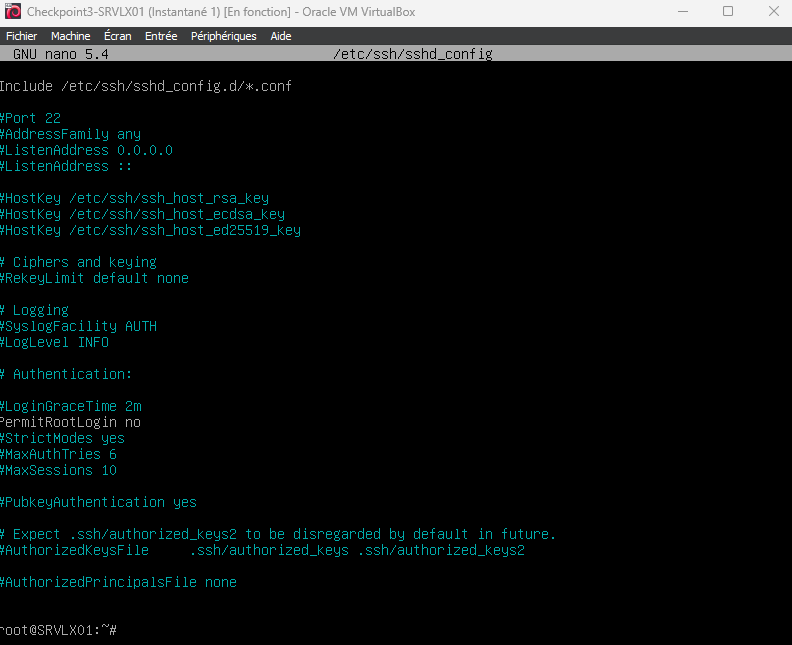 Checkpoint3-SRVLX01 (Instantané 1) [En fonction] - Oracle VM VirtualBox
Fichier Machine Écran Entrée Périphériques Aide
GNU nano 5.4 /etc/ssh/sshd_config
Include /etc/ssh/sshd_config.d/*.conf
#Port 22
#AddressFamily any
#ListenAddress 0.0.0.0
#ListenAddress ::
#HostKey /etc/ssh/ssh_host_rsa_key
#HostKey /etc/ssh/ssh_host_ecdsa_key
#HostKey /etc/ssh/ssh_host_ed25519_key
# Ciphers and keying
#RekeyLimit default none
# Logging
#SyslogFacility AUTH
#LogLevel INFO
# Authentication:
#LoginGraceTime 2m
PermitRootLogin no
#StrictModes yes
#MaxAuthTries 6
#MaxSessions 10
#PubkeyAuthentication yes
# Expect .ssh/authorized_keys2 to be disregarded by default in future.
#AuthorizedKeysFile .ssh/authorized_keys .ssh/authorized_keys2
#AuthorizedPrincipalsFile none
root@SRVLX01:~#